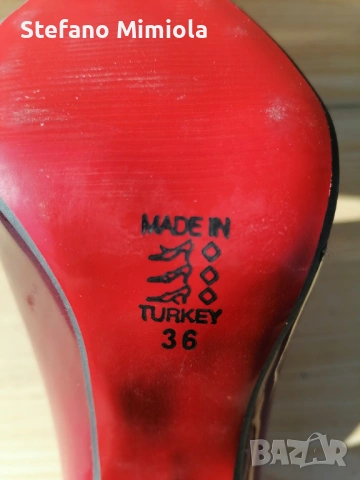 Stefano Mimiola
MADE IN
TURKEY
36
BAZAR